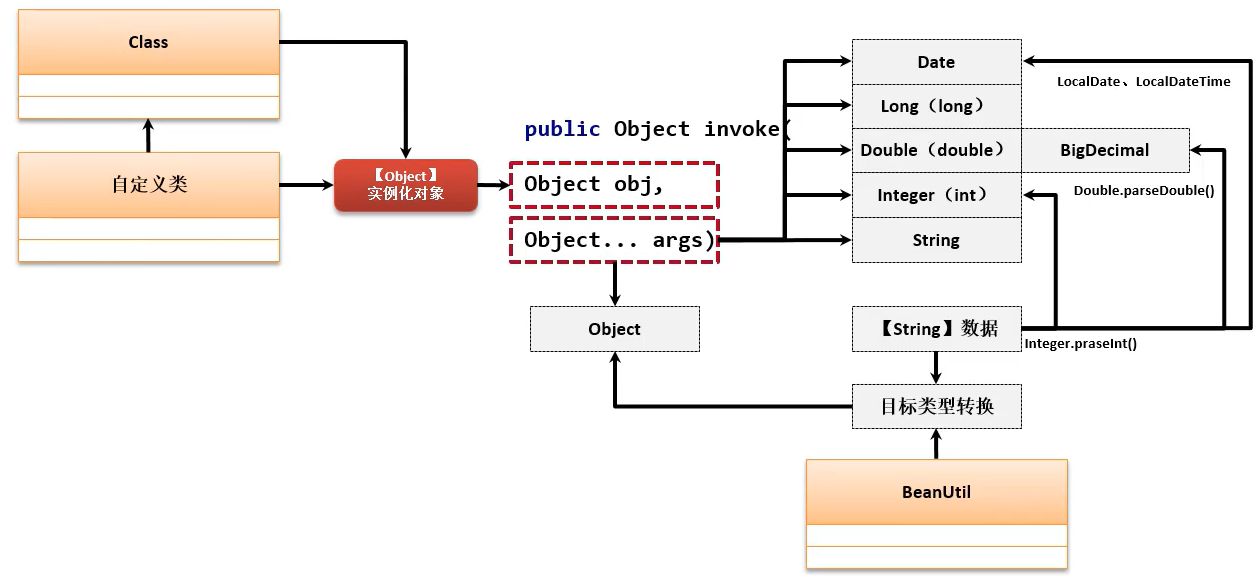 Class
自定义类
【Object】
实例化对象
public Object invoke(
Object obj,
Object... args)
Object
Date
LocalDate、LocalDateTime
Long（long）
Double（double）
BigDecimal
Double.parseDouble()
Integer（int）
String
【String】数据
Integer.praseInt()
目标类型转换
BeanUtil